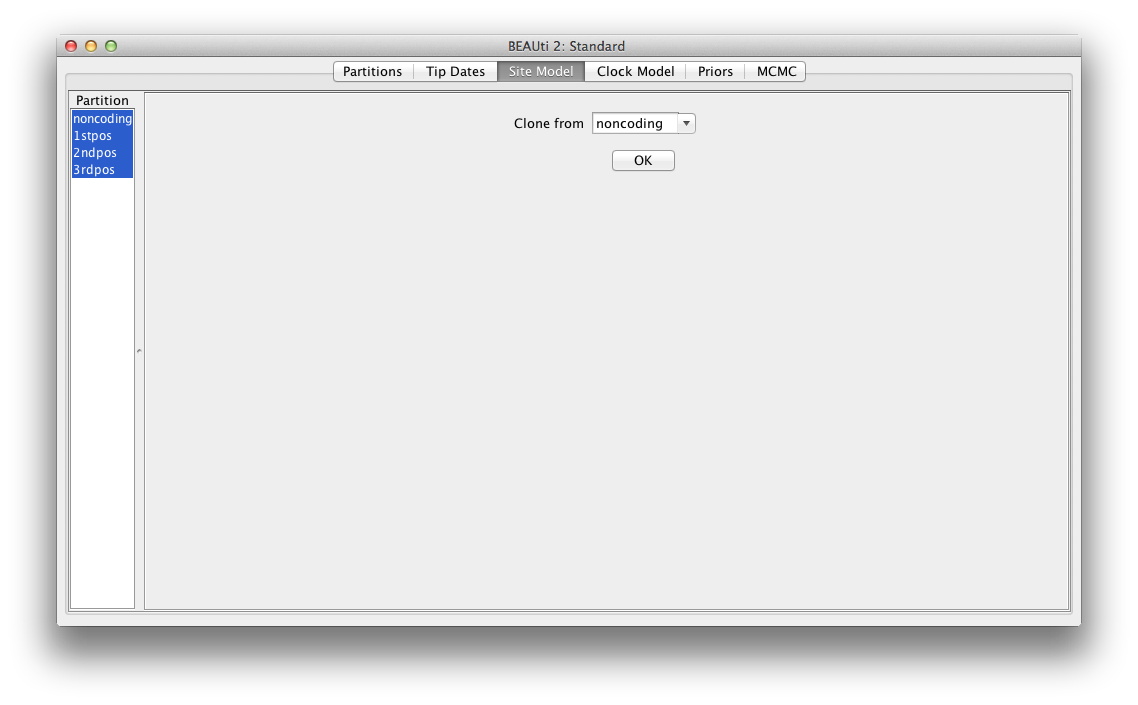 BEAUti 2: Standard
Partitions Tip Dates Site Model Clock Model Priors MCMC
Partition
noncoding
1stpos
2ndpos
3rdpos
Clone from noncoding
OK